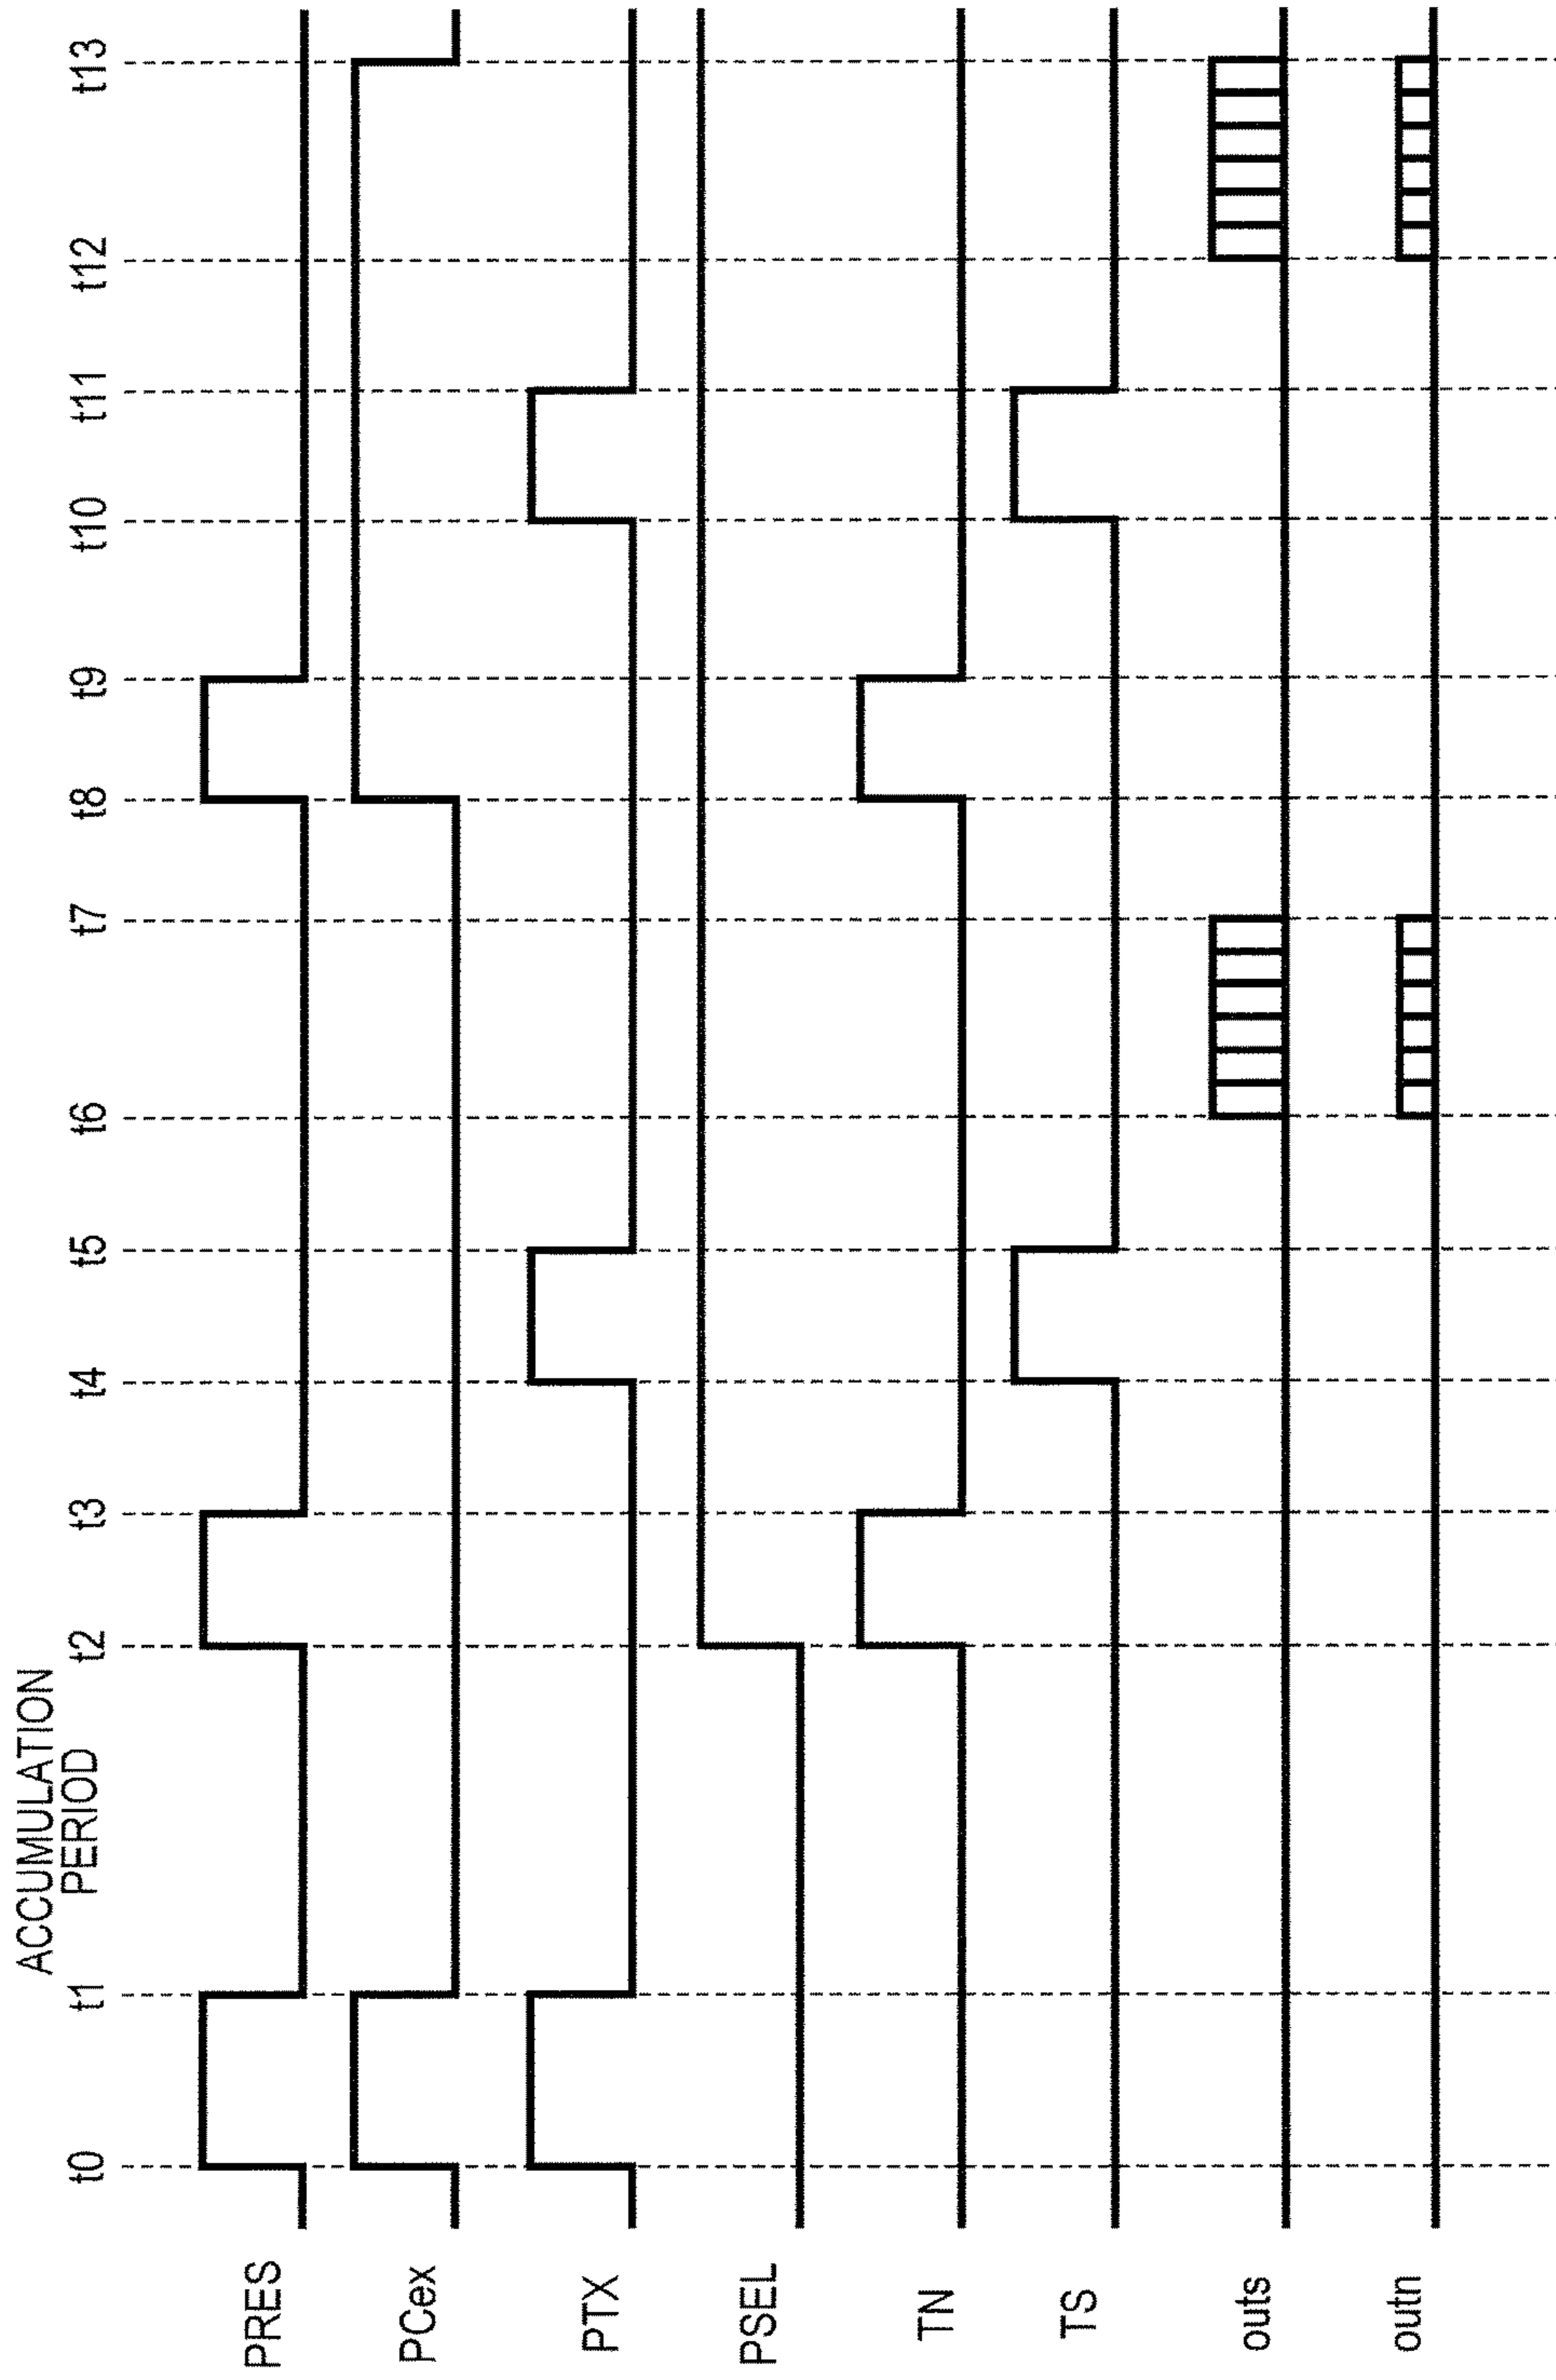 ACCUMULATION
PERIOD
t0 t1 t2 t3 t4 t5 t6 t7 t8 t9 t10 t11 t12 t13
PRES
PCex
PTX
PSEL
TN
TS
outs
outn